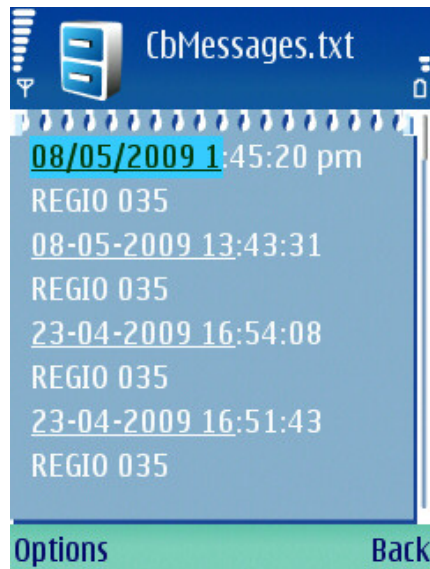 CbMessages.txt
08/05/2009 1:45:20 pm
REGIO 035
08-05-2009 13:43:31
REGIO 035
23-04-2009 16:54:08
REGIO 035
23-04-2009 16:51:43
REGIO 035
Options Back